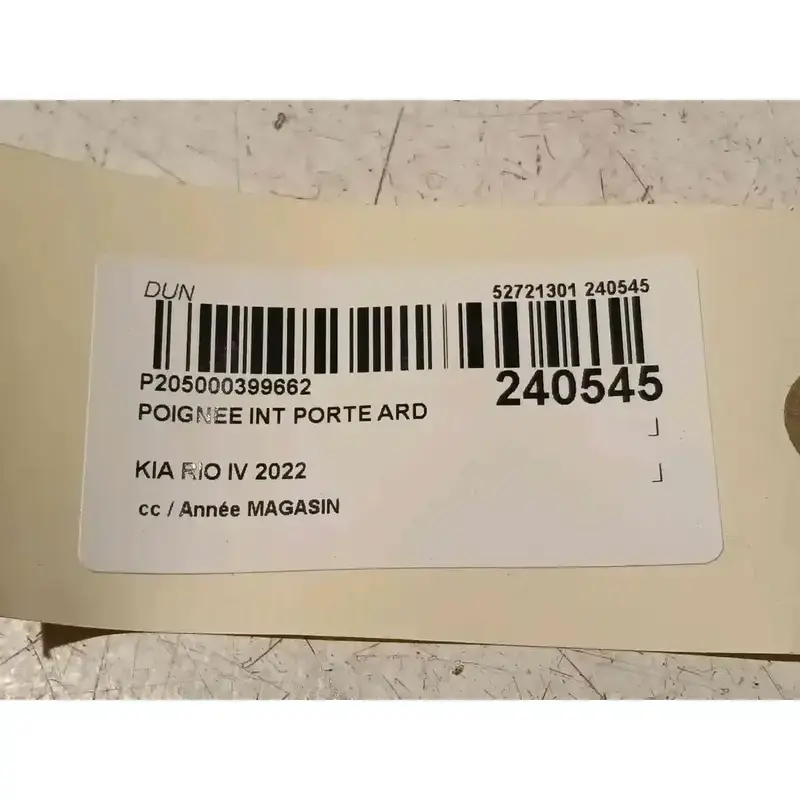 DUN
52721301 240545
P205000399662
240545
POIGNEE INT PORTE ARD
KIA RIO IV 2022
cc / Année MAGASIN